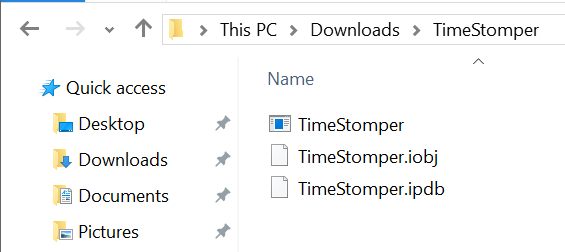 This PC > Downloads > TimeStomper
Name
Quick access
Desktop
Downloads
Documents
Pictures
TimeStomper
TimeStomper.iobj
TimeStomper.ipdb